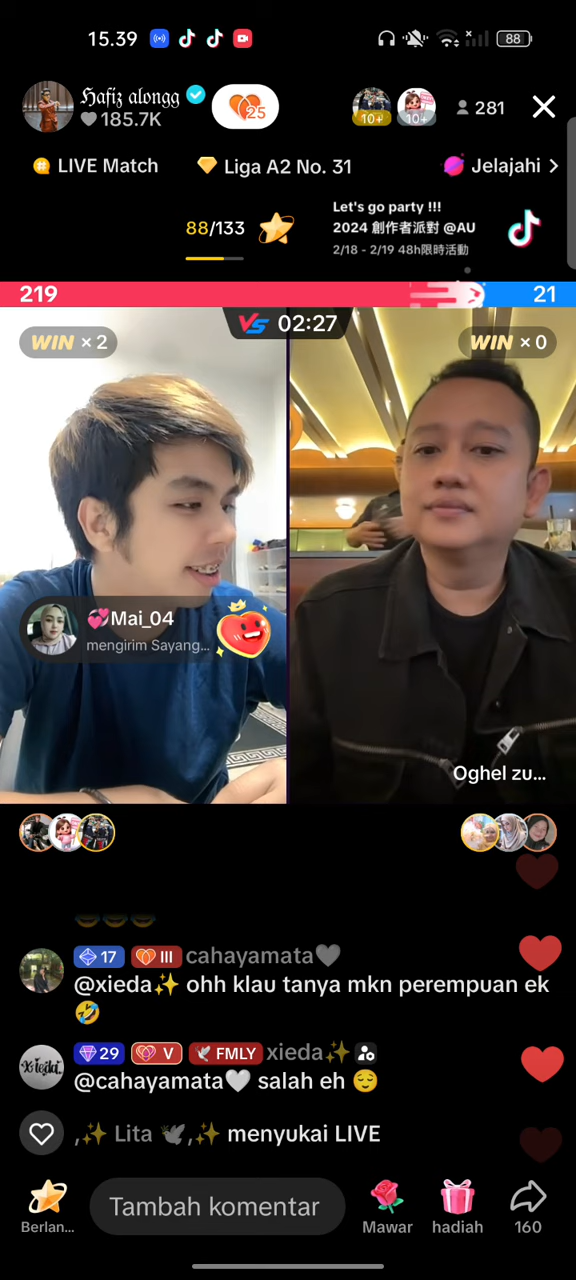 15.39
88
Hafiz alongg
185.7K
25
10+
10+
281
LIVE Match
Liga A2 No. 31
Jelajahi
88/133
Let's go party !!!
2024 創作者派對 @AU
2/18 - 2/19 48h限時活動
219
21
WIN × 2
VS 02:27
WIN × 0
💞Mai_04
mengirim Sayang...
Oghel zu...
17 III cahayamata🤍
@xieda✨ ohh klau tanya mkn perempuan ek
🤣
Xieda
29 V FMLY xieda✨
@cahayamata🤍 salah eh 😌
,✨ Lita 🕊,✨ menyukai LIVE
Berlan...
Tambah komentar
Mawar
hadiah
160